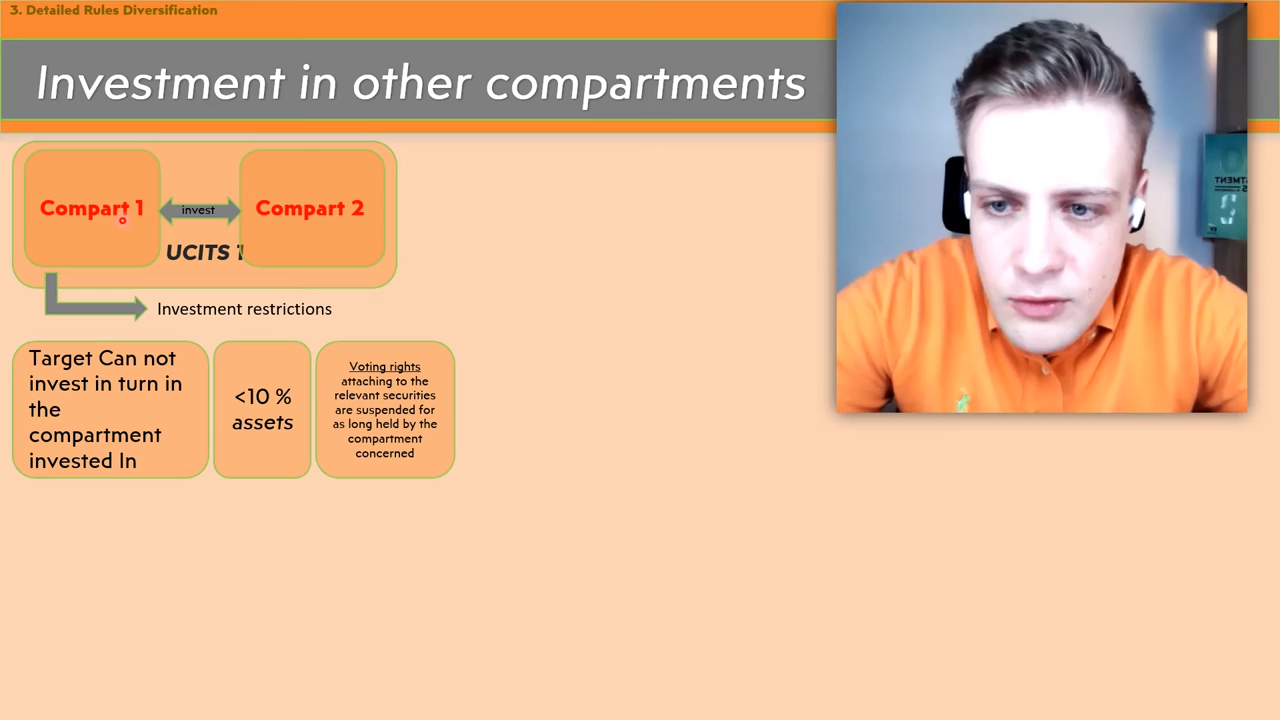 3. Detailed Rules Diversification
Investment in other compartments
Compart 1
invest
Compart 2
UCITS
Investment restrictions
Target Can not
invest in turn in
the
compartment
invested In
<10 %
assets
Voting rights
attaching to the
relevant securities
are suspended for
as long held by the
compartment
concerned